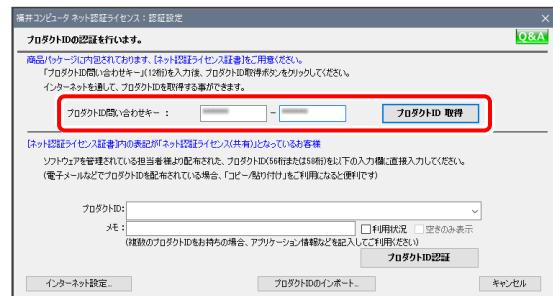 福井コンピュータ ネット認証ライセンス：認証設定
プロダクトIDの認証を行います。
Q&A
商品パッケージに内包されております、【ネット認証ライセンス証書】をご用意ください。
「プロダクトID問い合わせキー」(12桁)を入力後、プロダクトID取得ボタンをクリックしてください。
インターネットを通して、プロダクトIDを取得する事ができます。
プロダクトID問い合わせキー : - プロダクトID 取得
【ネット認証ライセンス証書】内の表記が「ネット認証ライセンス(共有)」となっているお客様
ソフトウェアを管理されている担当者様より配布された、プロダクトID(56桁または58桁)を以下の入力欄に直接入力してください。
(電子メールなどでプロダクトIDを配布されている場合、「コピー/貼り付け」をご利用になると便利です)
プロダクトID:
メモ: 利用状況 空きのみ表示
(複数のプロダクトIDをお持ちの場合、アプリケーション情報などを記入してご利用ください)
プロダクトID認証
インターネット設定... プロダクトIDのインポート... キャンセル